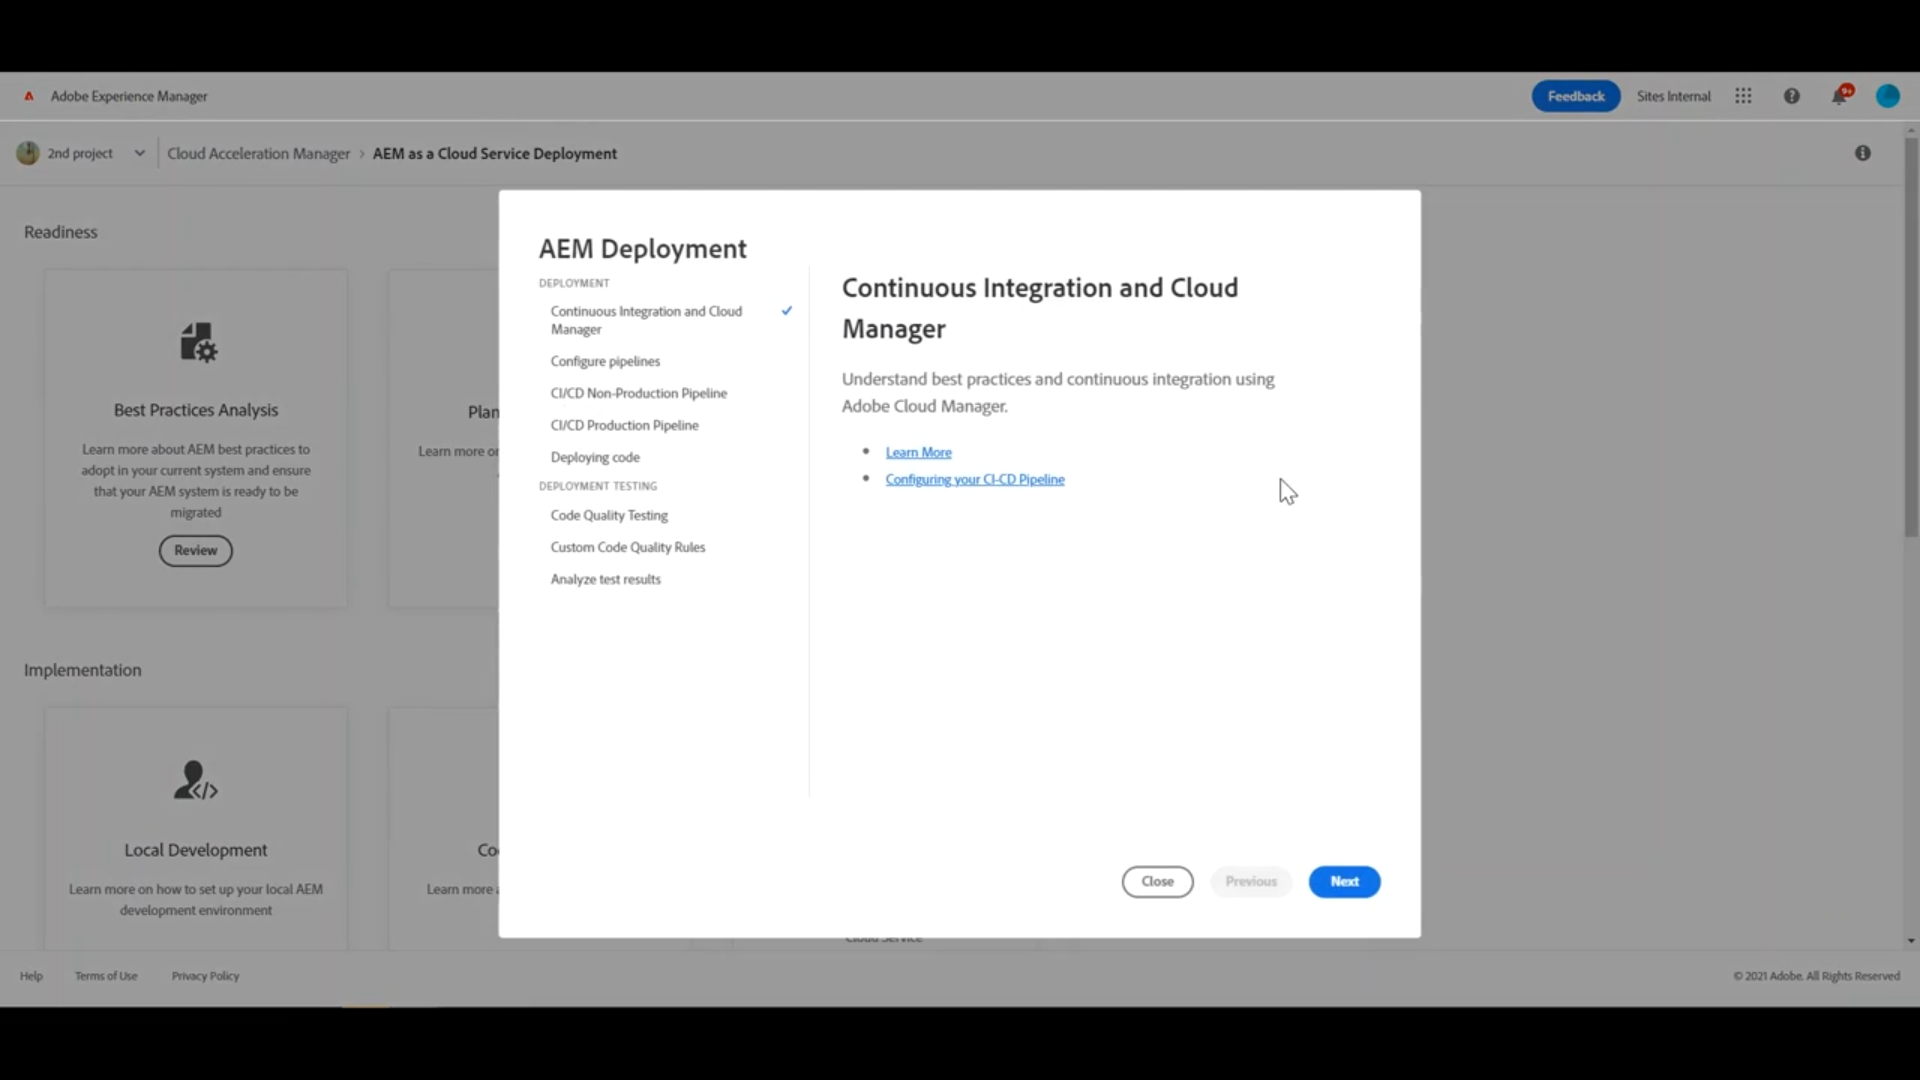 Adobe Experience Manager
Feedback
Sites Internal
9+
2nd project
Cloud Acceleration Manager > AEM as a Cloud Service Deployment
Readiness
Best Practices Analysis
Learn more about AEM best practices to
adopt in your current system and ensure
that your AEM system is ready to be
migrated
Review
Plan
Learn more on
Implementation
Local Development
Learn more on how to set up your local AEM
development environment
Learn more
Cloud Service
AEM Deployment
DEPLOYMENT
Continuous Integration and Cloud
Manager
Configure pipelines
CI/CD Non-Production Pipeline
CI/CD Production Pipeline
Deploying code
DEPLOYMENT TESTING
Code Quality Testing
Custom Code Quality Rules
Analyze test results
Continuous Integration and Cloud
Manager
Understand best practices and continuous integration using
Adobe Cloud Manager.
• Learn More
• Configuring your CI-CD Pipeline
Close
Previous
Next
Help
Terms of Use
Privacy Policy
© 2021 Adobe. All Rights Reserved